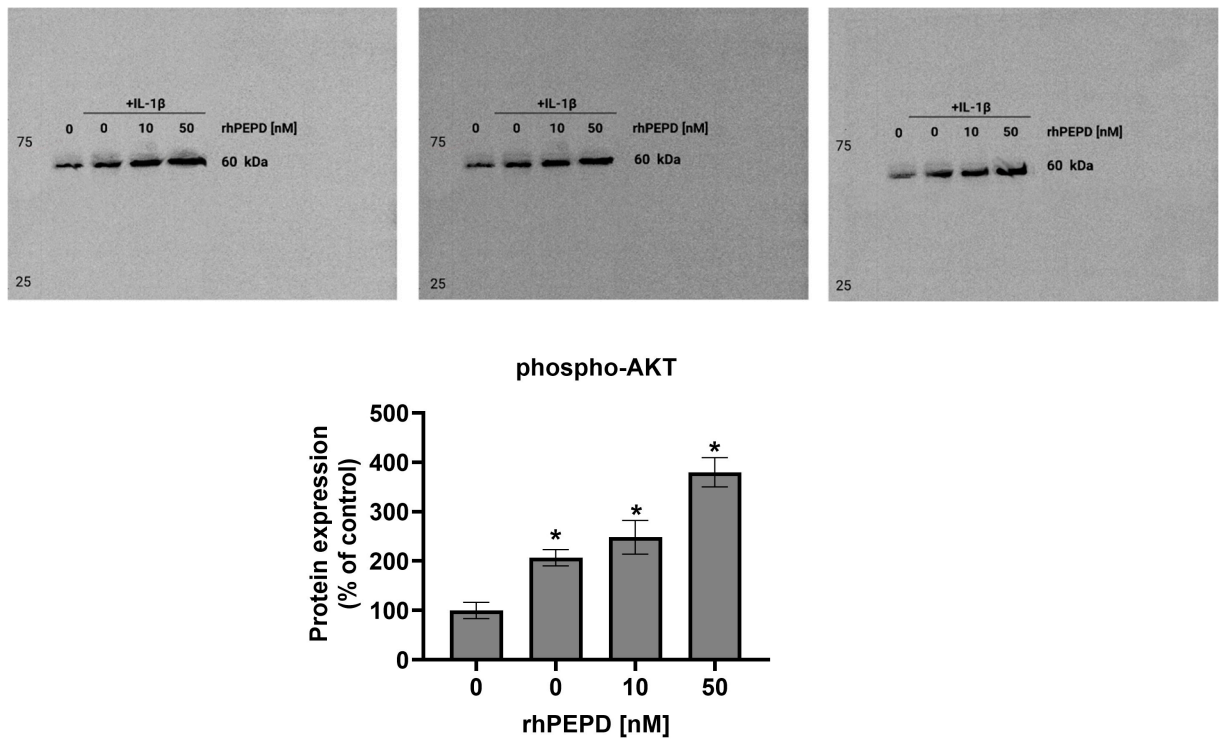 +IL-1β
0 0 10 50 rhPEPD [nM]
75
60 kDa
25
+IL-1β
0 0 10 50 rhPEPD [nM]
75
60 kDa
25
+IL-1β
0 0 10 50 rhPEPD [nM]
75
60 kDa
25
phospho-AKT
Protein expression
(% of control)
500
400
300
200
100
0
*
*
*
0 0 10 50
rhPEPD [nM]